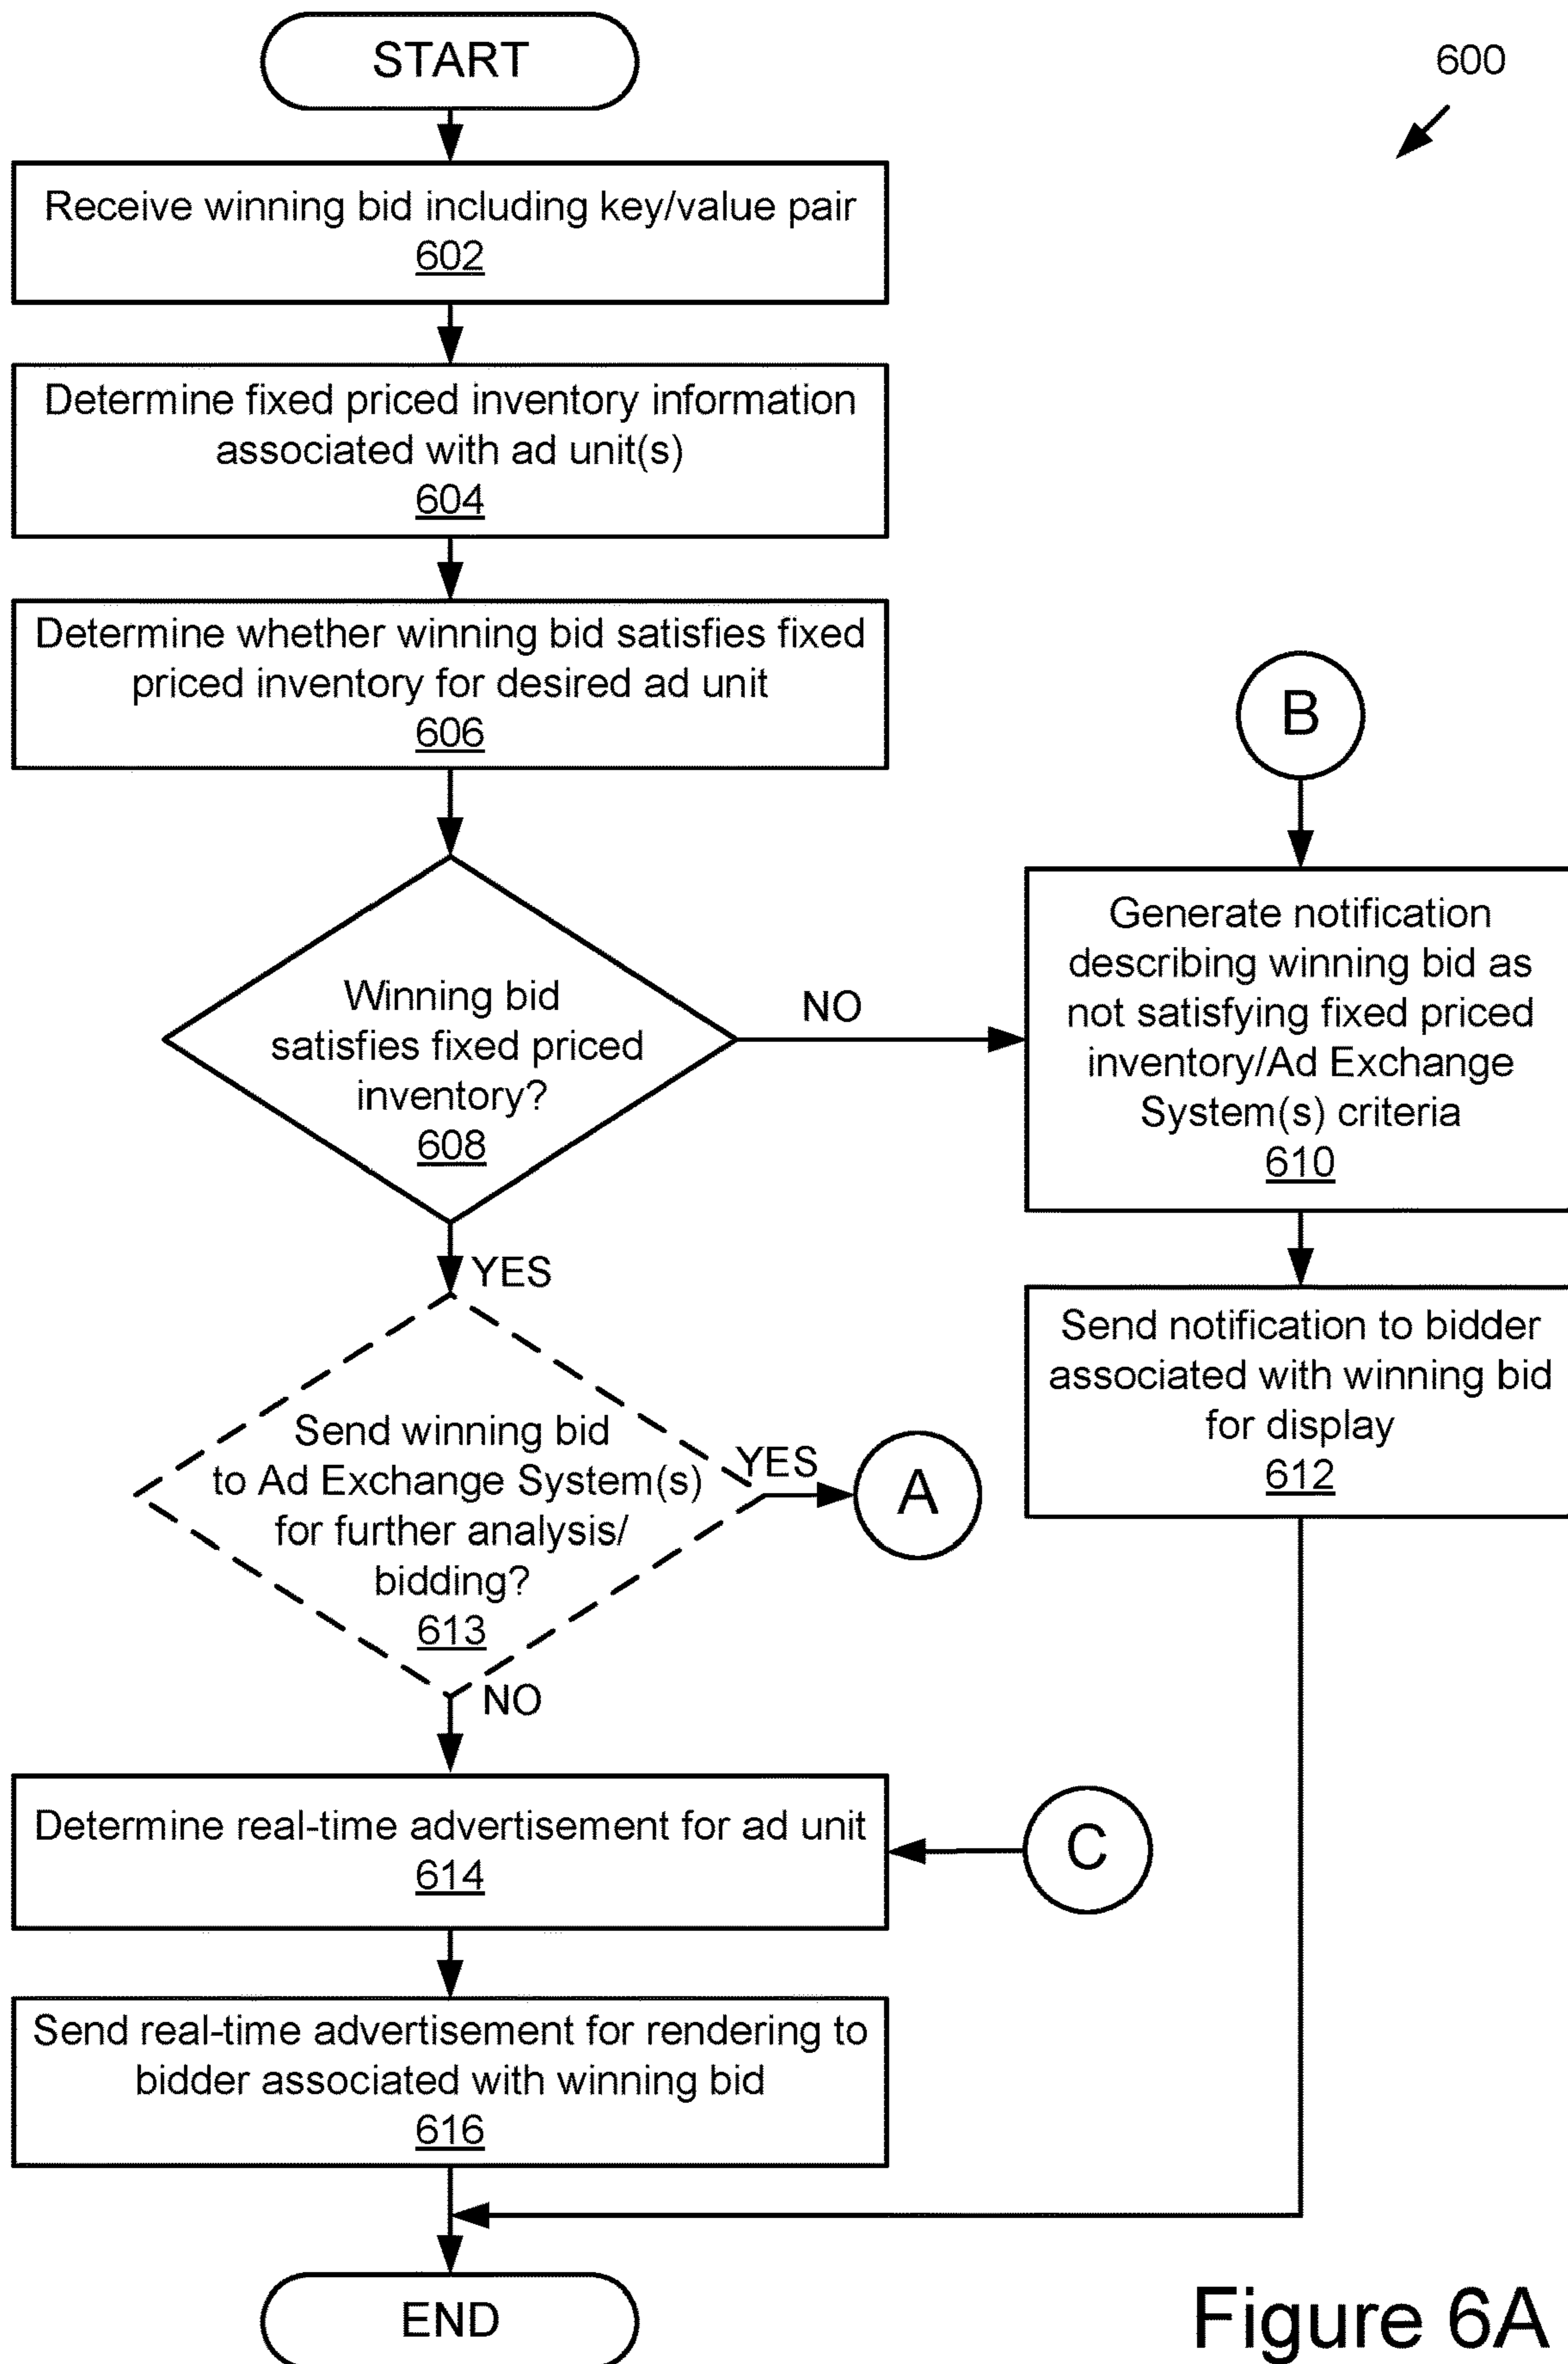 START
600
Receive winning bid including key/value pair
602
Determine fixed priced inventory information
associated with ad unit(s)
604
Determine whether winning bid satisfies fixed
priced inventory for desired ad unit
606
B
Winning bid
satisfies fixed priced
inventory?
608
NO
Generate notification
describing winning bid as
not satisfying fixed priced
inventory/Ad Exchange
System(s) criteria
610
YES
Send notification to bidder
associated with winning bid
for display
612
Send winning bid
to Ad Exchange System(s)
for further analysis/
bidding?
613
YES
A
NO
Determine real-time advertisement for ad unit
614
C
Send real-time advertisement for rendering to
bidder associated with winning bid
616
END
Figure 6A